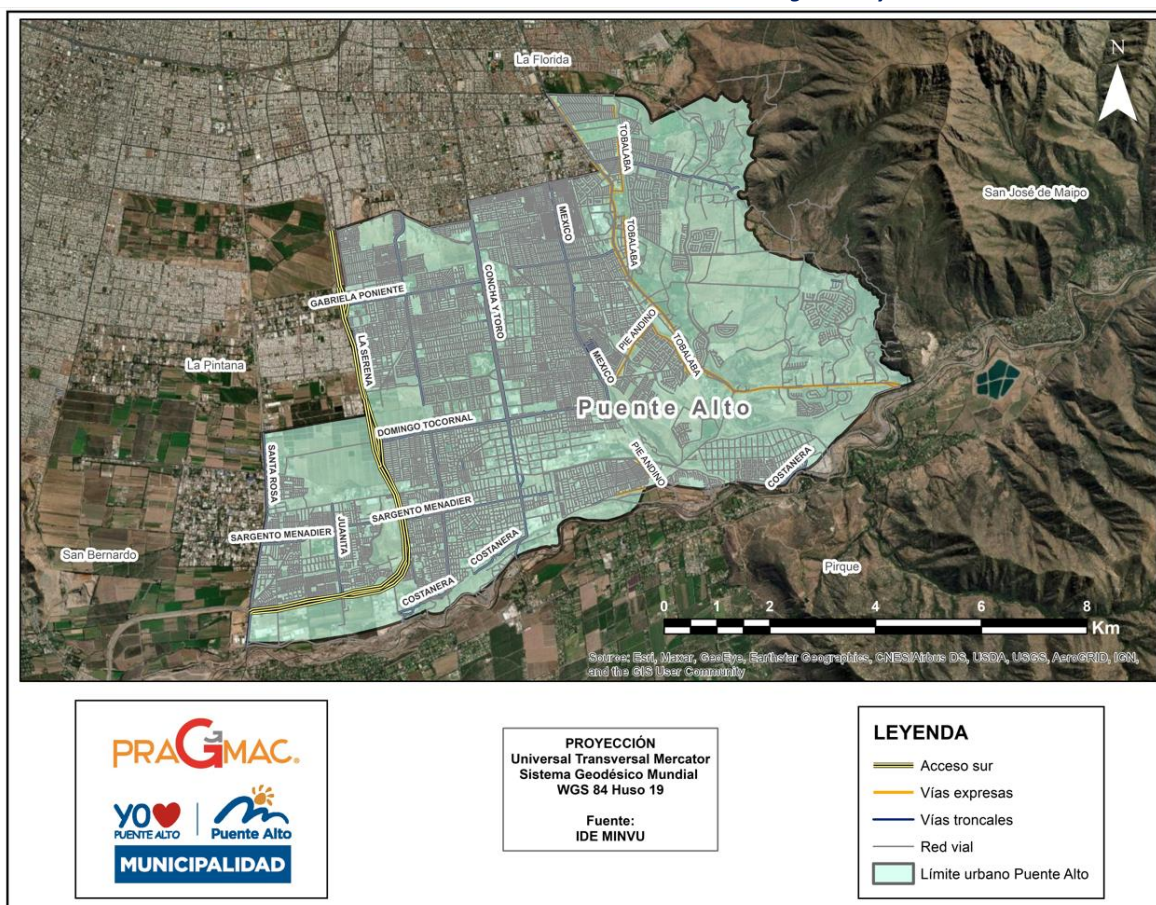 La Florida
N
TOBALABA
San José de Maipo
MEXICO
TOBALABA
CONCHA Y TORO
GABRIELA PONIENTE
PIE ANDINO
LA SERENA
TOBALABA
La Pintana
MEXICO
Puente Alto
DOMINGO TOCORNAL
SANTA ROSA
PIE ANDINO
COSTANERA
SARGENTO MENADIER
SARGENTO MENADIER
JUANITA
San Bernardo
COSTANERA
Pirque
COSTANERA
0 1 2 4 6 8
Km
Source: Esri, Maxar, GeoEye, Earthstar Geographics, CNES/Airbus DS, USDA, USGS, AeroGRID, IGN,
and the GIS User Community
PRAGMAC®
YO
PUENTE ALTO
Puente Alto
MUNICIPALIDAD
PROYECCIÓN
Universal Transversal Mercator
Sistema Geodésico Mundial
WGS 84 Huso 19
Fuente:
IDE MINVU
LEYENDA
Acceso sur
Vías expresas
Vías troncales
Red vial
Límite urbano Puente Alto